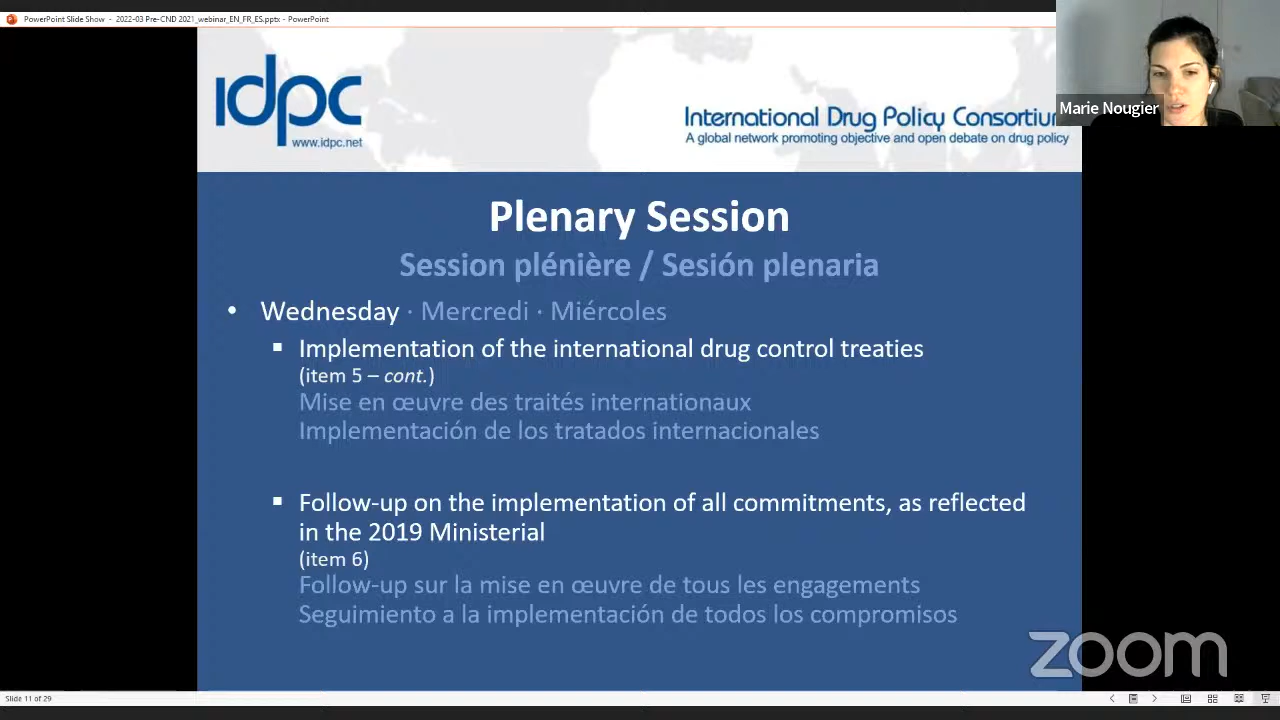 PowerPoint Slide Show - 2022-03 Pre-CND 2021_webinar_EN_FR_ES.pptx - PowerPoint
idpc
www.idpc.net
International Drug Policy Consortiu
A global network promoting objective and open debate on drug policy
Marie Nougier
Plenary Session
Session plénière / Sesión plenaria
• Wednesday · Mercredi · Miércoles
▪ Implementation of the international drug control treaties
(item 5 – cont.)
Mise en œuvre des traités internationaux
Implementación de los tratados internacionales
▪ Follow-up on the implementation of all commitments, as reflected
in the 2019 Ministerial
(item 6)
Follow-up sur la mise en œuvre de tous les engagements
Seguimiento a la implementación de todos los compromisos
zoom
Slide 11 of 29